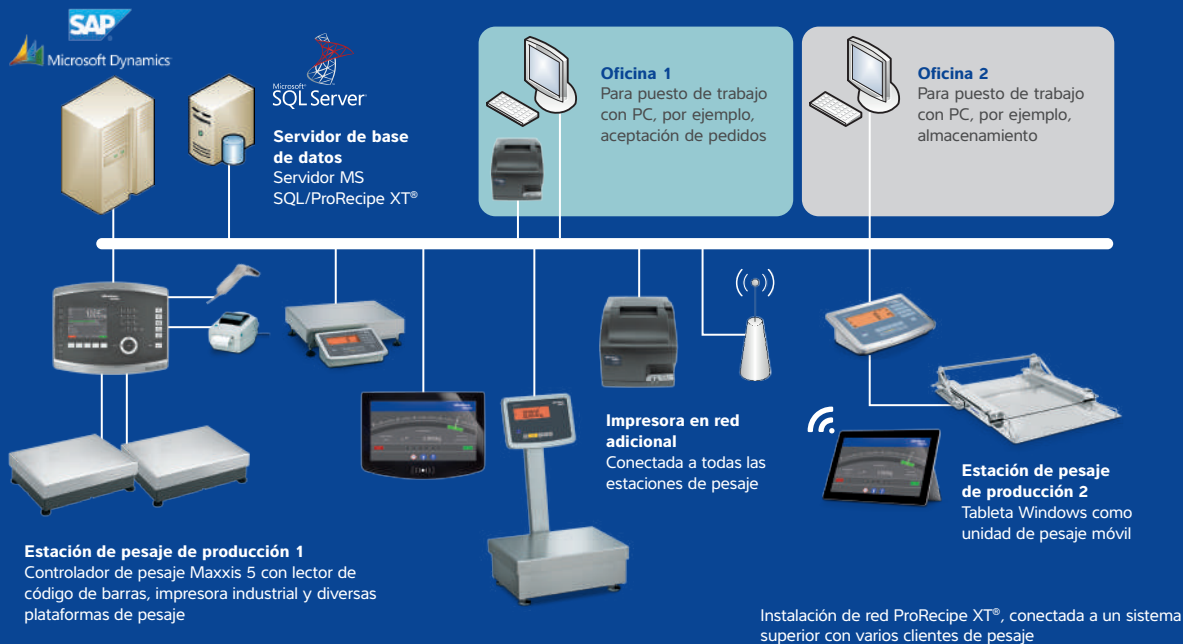 SAP
Microsoft Dynamics
Microsoft®
SQL Server
Servidor de base
de datos
Servidor MS
SQL/ProRecipe XT®
Oficina 1
Para puesto de trabajo
con PC, por ejemplo,
aceptación de pedidos
Oficina 2
Para puesto de trabajo
con PC, por ejemplo,
almacenamiento
Impresora en red
adicional
Conectada a todas las
estaciones de pesaje
Estación de pesaje
de producción 2
Tableta Windows como
unidad de pesaje móvil
Estación de pesaje de producción 1
Controlador de pesaje Maxxis 5 con lector de
código de barras, impresora industrial y diversas
plataformas de pesaje
Instalación de red ProRecipe XT®, conectada a un sistema
superior con varios clientes de pesaje